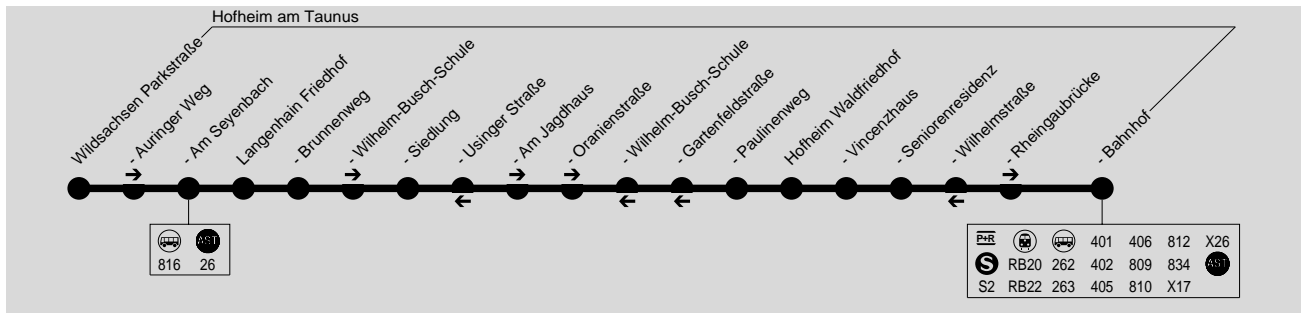 Hofheim am Taunus
Wildsachsen Parkstraße
- Auringer Weg
- Am Seyenbach
Langenhain Friedhof
- Brunnenweg
- Wilhelm-Busch-Schule
- Siedlung
- Usinger Straße
- Am Jagdhaus
- Oranienstraße
- Wilhelm-Busch-Schule
- Gartenfeldstraße
- Paulinenweg
Hofheim Waldfriedhof
- Vincenzhaus
- Seniorenresidenz
- Wilhelmstraße
- Rheingaubrücke
- Bahnhof
AST
816 26
P+R 401 406 812 X26
S RB20 262 402 809 834 AST
S2 RB22 263 405 810 X17